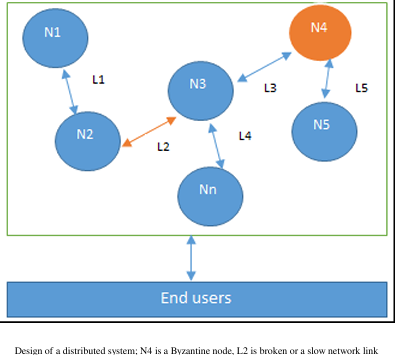 N1
N4
L1
N3
L3
L5
N2
L2
L4
N5
Nn
End users
Design of a distributed system; N4 is a Byzantine node, L2 is broken or a slow network link